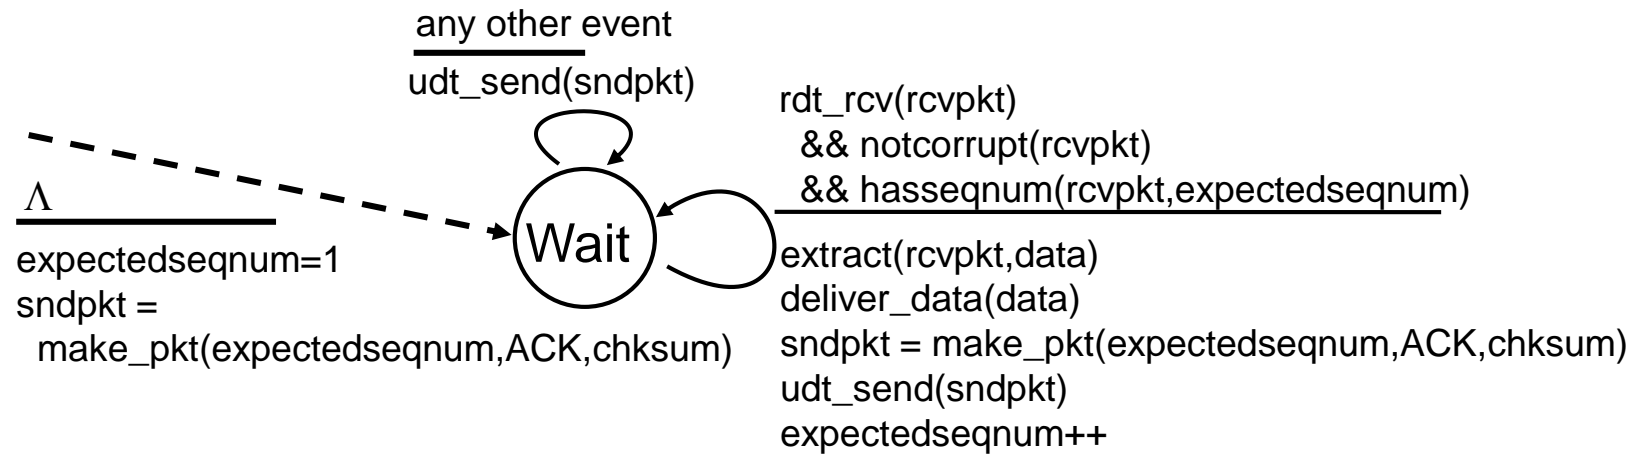 any other event
udt_send(sndpkt)
rdt_rcv(rcvpkt)
&& notcorrupt(rcvpkt)
&& hasseqnum(rcvpkt,expectedseqnum)
Λ
Wait
expectedseqnum=1
sndpkt =
make_pkt(expectedseqnum,ACK,chksum)
extract(rcvpkt,data)
deliver_data(data)
sndpkt = make_pkt(expectedseqnum,ACK,chksum)
udt_send(sndpkt)
expectedseqnum++